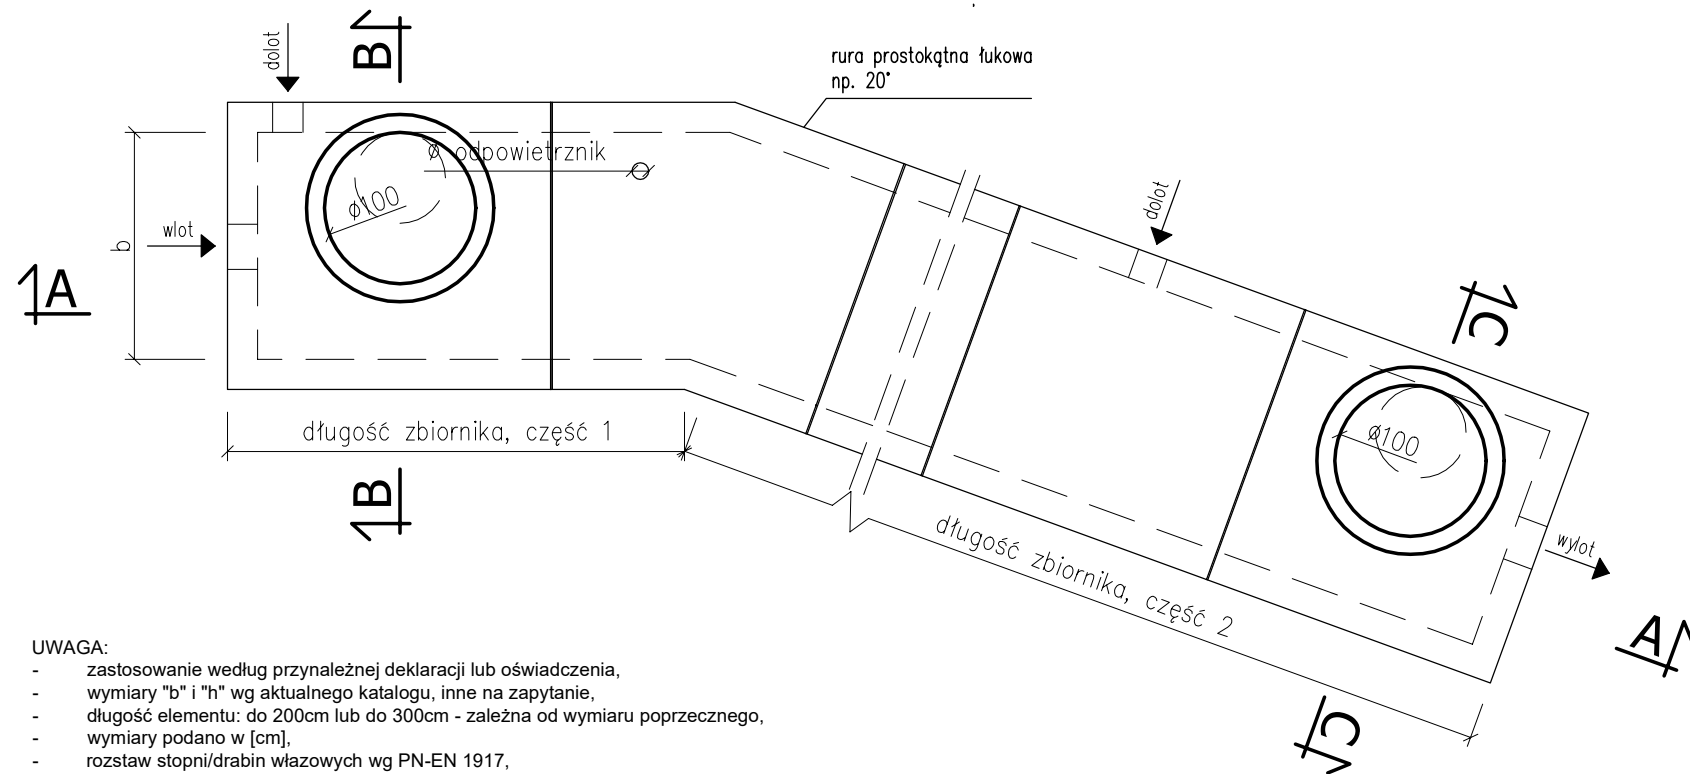 dolot
B
rura prostokątna łukowa
np. 20°
Ø odpowietrznik
ø100
wlot
b
A
dolot
C
długość zbiornika, część 1
B
ø100
wylot
długość zbiornika, część 2
A
C
UWAGA:
- zastosowanie według przynależnej deklaracji lub oświadczenia,
- wymiary "b" i "h" wg aktualnego katalogu, inne na zapytanie,
- długość elementu: do 200cm lub do 300cm - zależna od wymiaru poprzecznego,
- wymiary podano w [cm],
- rozstaw stopni/drabin włazowych wg PN-EN 1917,